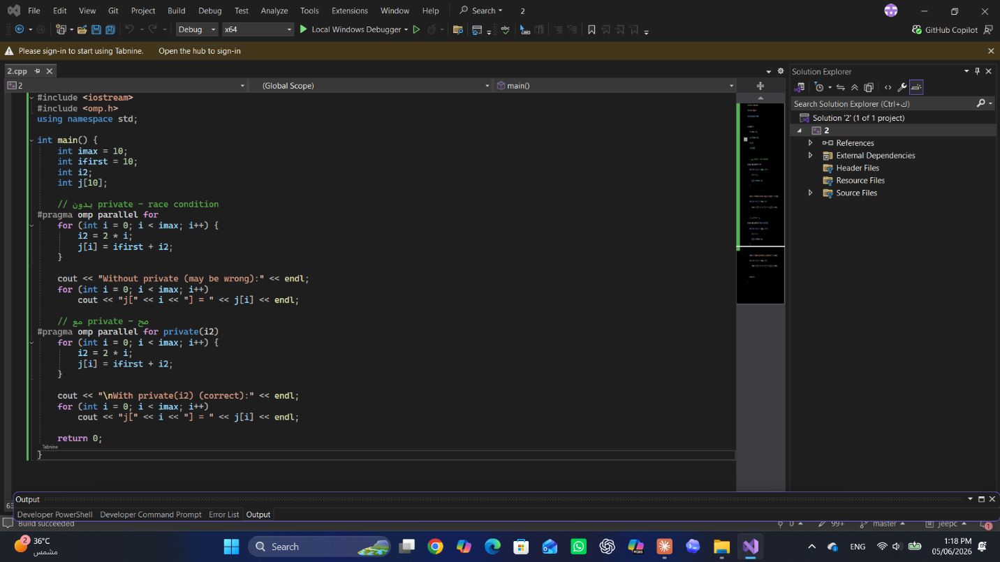 File Edit View Git Project Build Debug Test Analyze Tools Extensions Window Help Search 2
Debug x64 Local Windows Debugger GitHub Copilot
Please sign-in to start using Tabnine. Open the hub to sign-in
2.cpp
2 (Global Scope) main()
#include <iostream>
#include <omp.h>
using namespace std;
int main() {
int imax = 10;
int ifirst = 10;
int i2;
int j[10];
// بدون private - race condition
#pragma omp parallel for
for (int i = 0; i < imax; i++) {
i2 = 2 * i;
j[i] = ifirst + i2;
}
cout << "Without private (may be wrong):" << endl;
for (int i = 0; i < imax; i++)
cout << "j[" << i << "] = " << j[i] << endl;
// مع private - صح
#pragma omp parallel for private(i2)
for (int i = 0; i < imax; i++) {
i2 = 2 * i;
j[i] = ifirst + i2;
}
cout << "\nWith private(i2) (correct):" << endl;
for (int i = 0; i < imax; i++)
cout << "j[" << i << "] = " << j[i] << endl;
return 0;
Tabnine
}
Solution Explorer
Search Solution Explorer (Ctrl+ك)
Solution '2' (1 of 1 project)
2
References
External Dependencies
Header Files
Resource Files
Source Files
Output
Developer PowerShell Developer Command Prompt Error List Output
Build succeeded 0 99+ master jeepc 1
2 36°C
مشمس
Search
M365
ENG
1:18 PM
05/06/2026